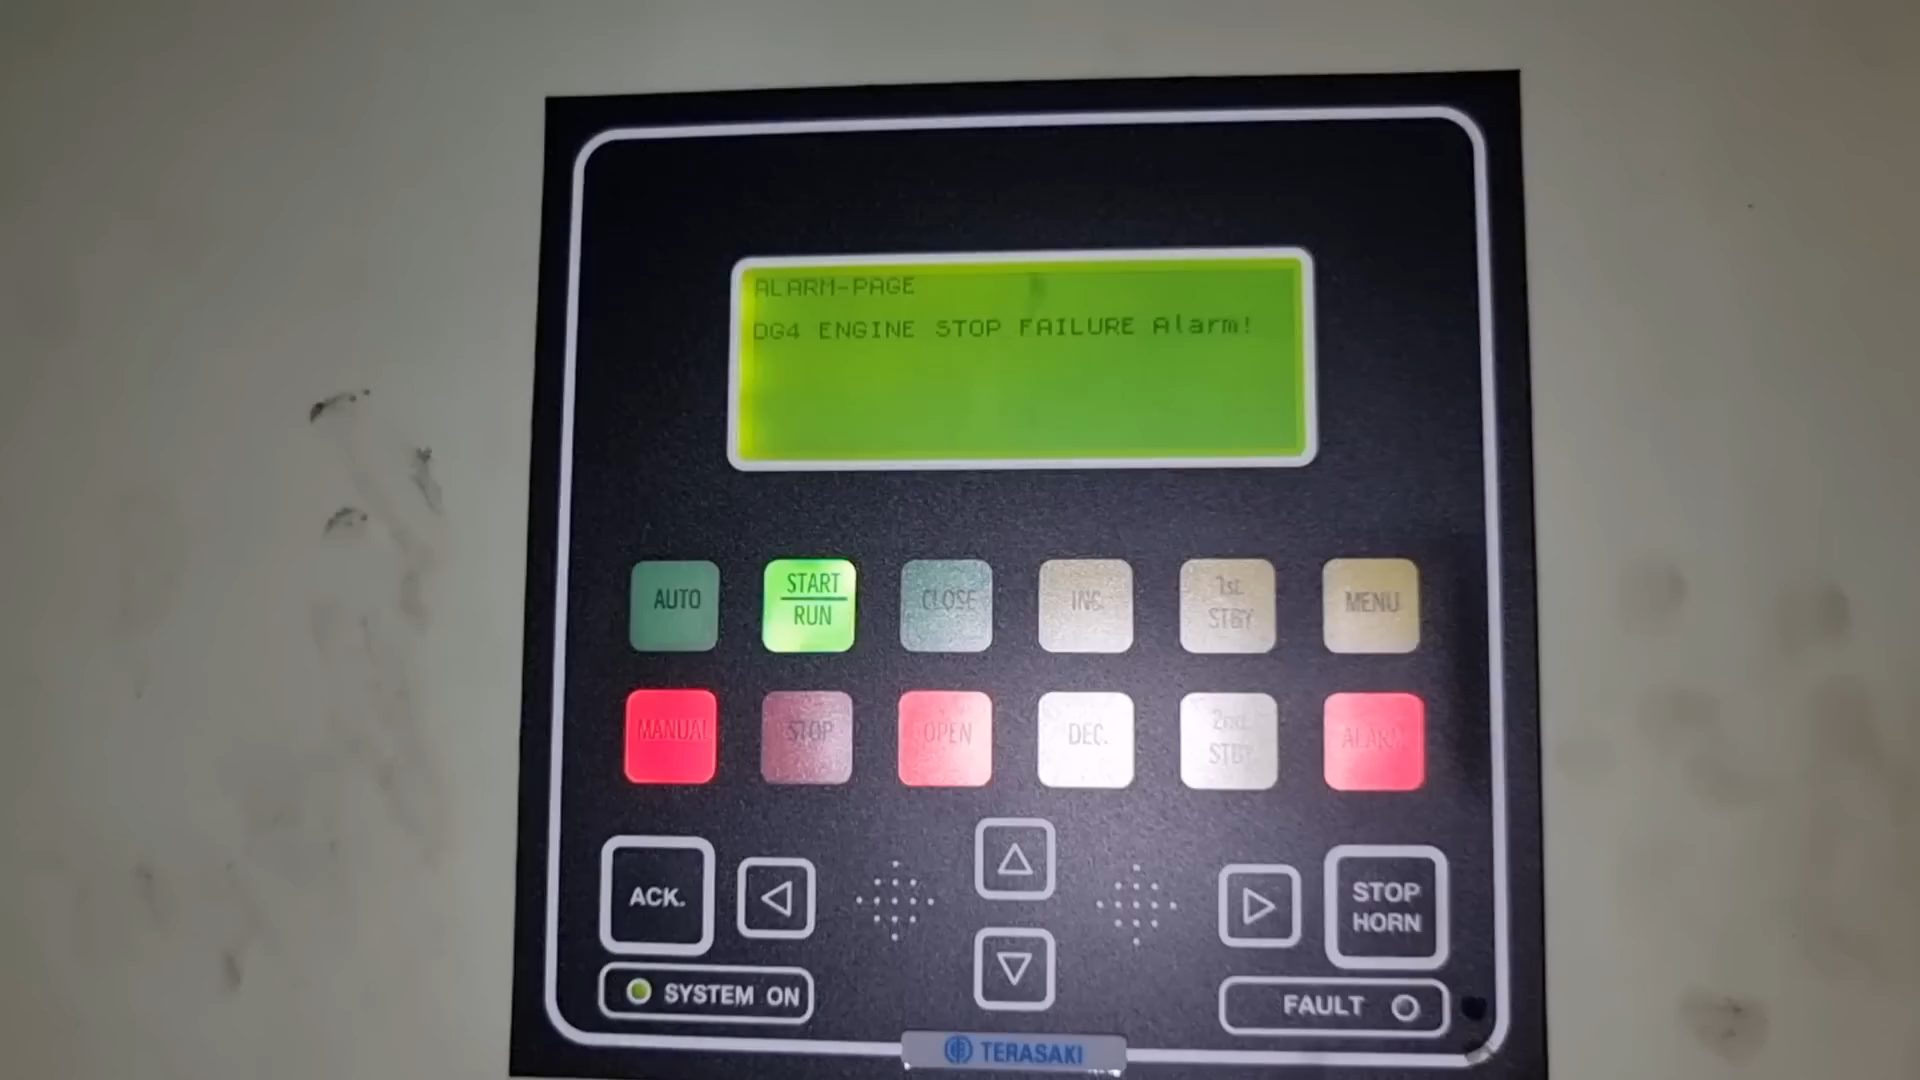 ALARM-PAGE
DG4 ENGINE STOP FAILURE Alarm!
AUTO
START
RUN
CLOSE
INC.
1st.
STBY
MENU
MANUAL
STOP
OPEN
DEC.
2nd.
STBY
ALARM
ACK.
STOP
HORN
SYSTEM ON
FAULT
TERASAKI